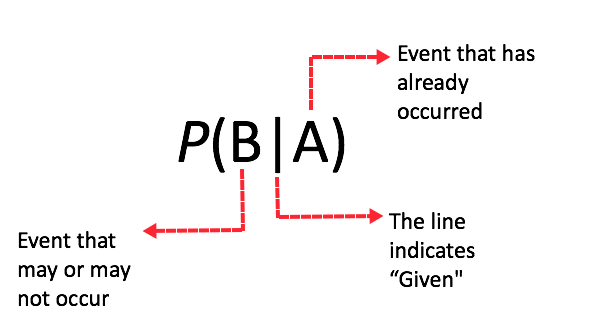 Event that has
already
occurred
P(B|A)
The line
indicates
“Given"
Event that
may or may
not occur